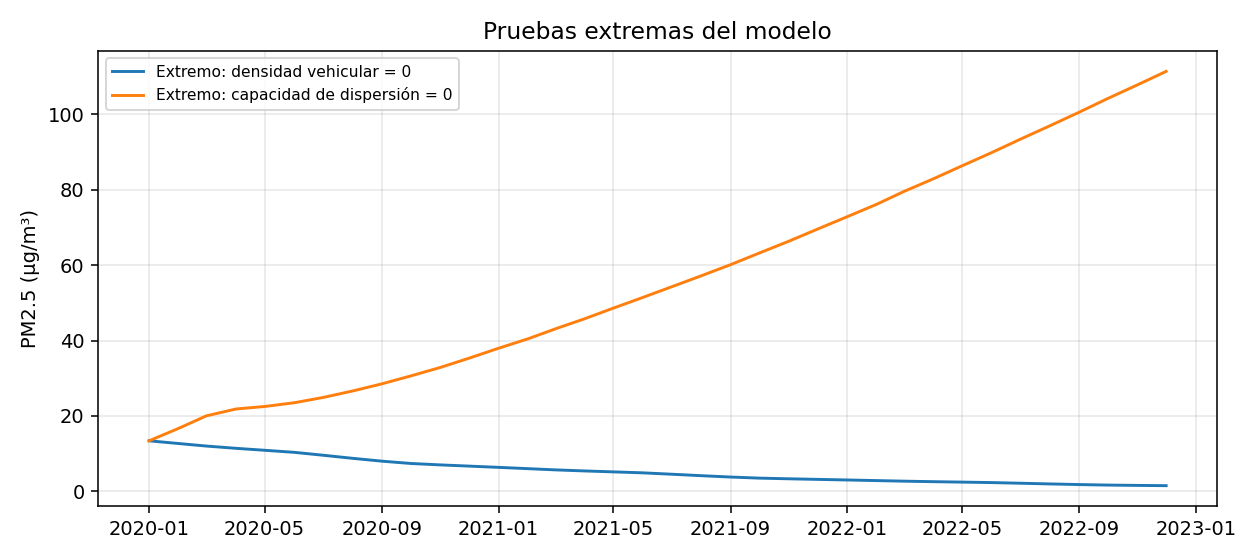 Pruebas extremas del modelo
Extremo: densidad vehicular = 0
Extremo: capacidad de dispersión = 0
PM2.5 (µg/m³)
100
80
60
40
20
0
2020-01 2020-05 2020-09 2021-01 2021-05 2021-09 2022-01 2022-05 2022-09 2023-01